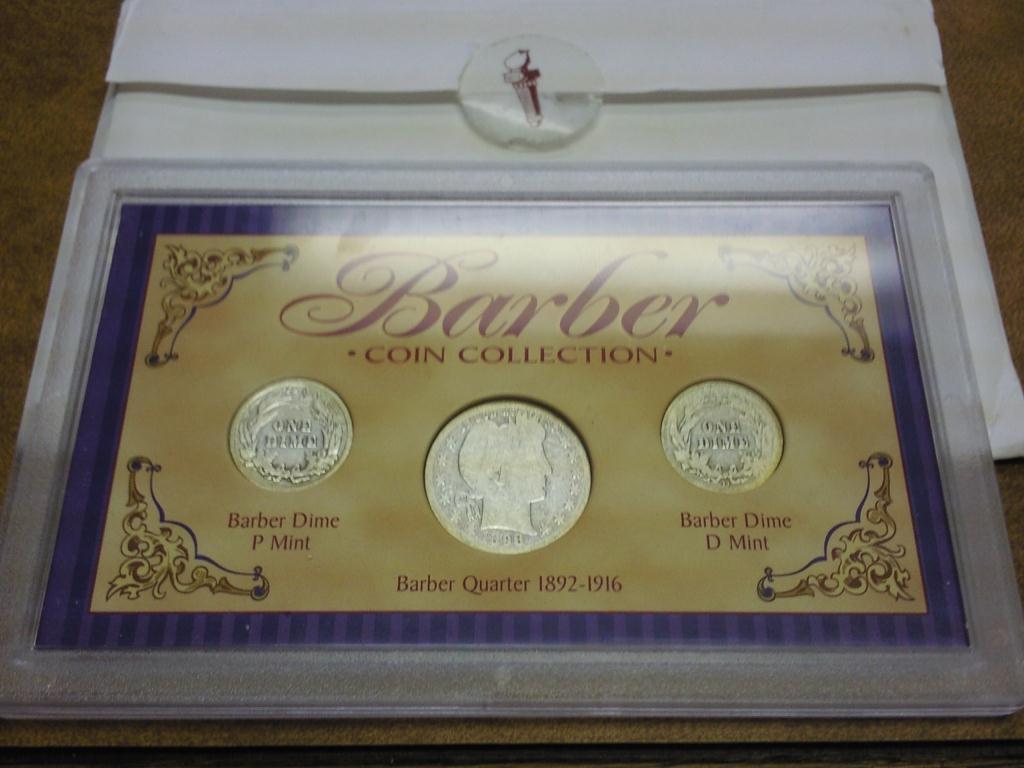 Barber
• COIN COLLECTION •
ONE
DIME
ONE
DIME
Barber Dime
P Mint
Barber Dime
D Mint
Barber Quarter 1892-1916